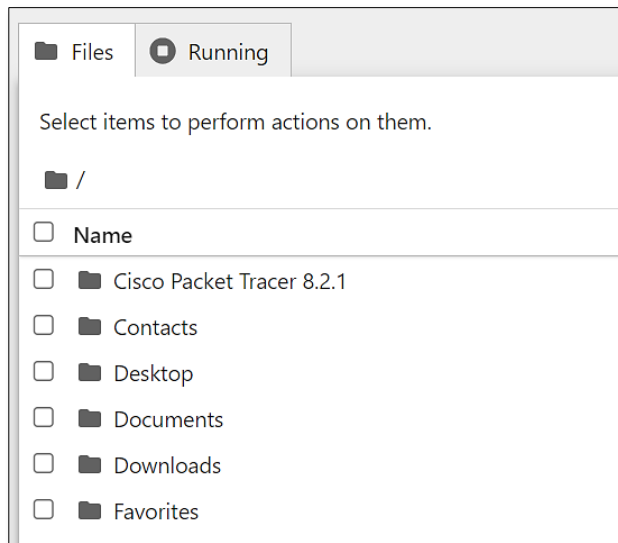 Files Running
Select items to perform actions on them.
/
Name
Cisco Packet Tracer 8.2.1
Contacts
Desktop
Documents
Downloads
Favorites